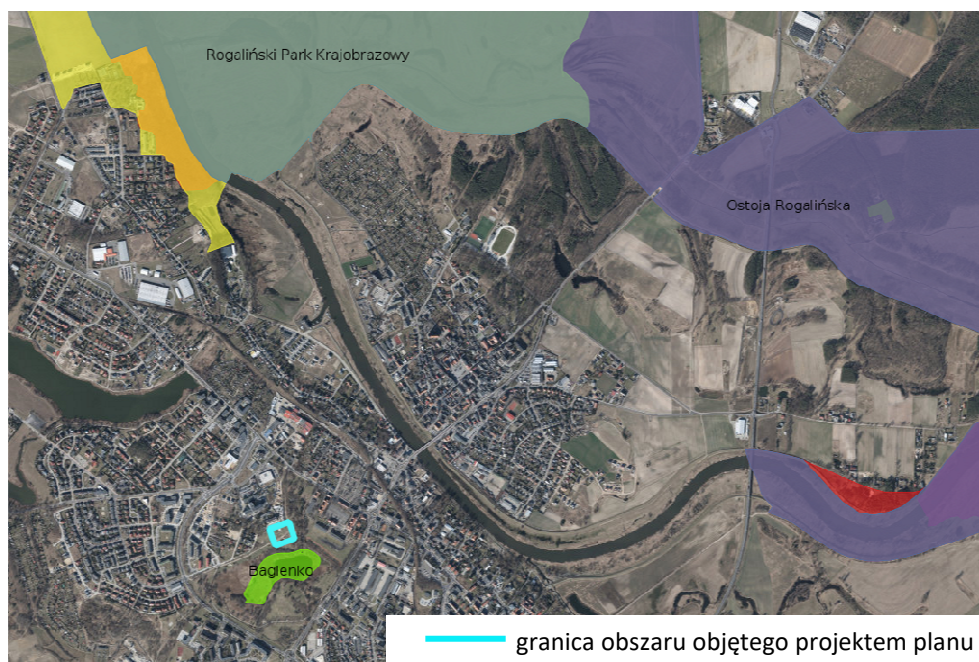 Rogaliński Park Krajobrazowy
Ostoja Rogalińska
Bagienko
granica obszaru objętego projektem planu